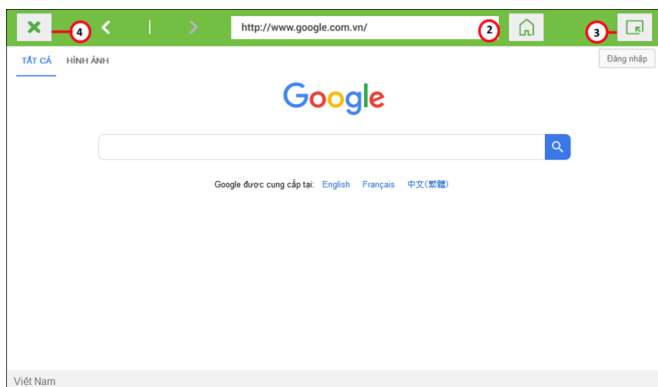 4
http://www.google.com.vn/
2
3
TẤT CẢ HÌNH ẢNH
Đăng nhập
Google
Google được cung cấp tại: English Français 中文(繁體)
Việt Nam